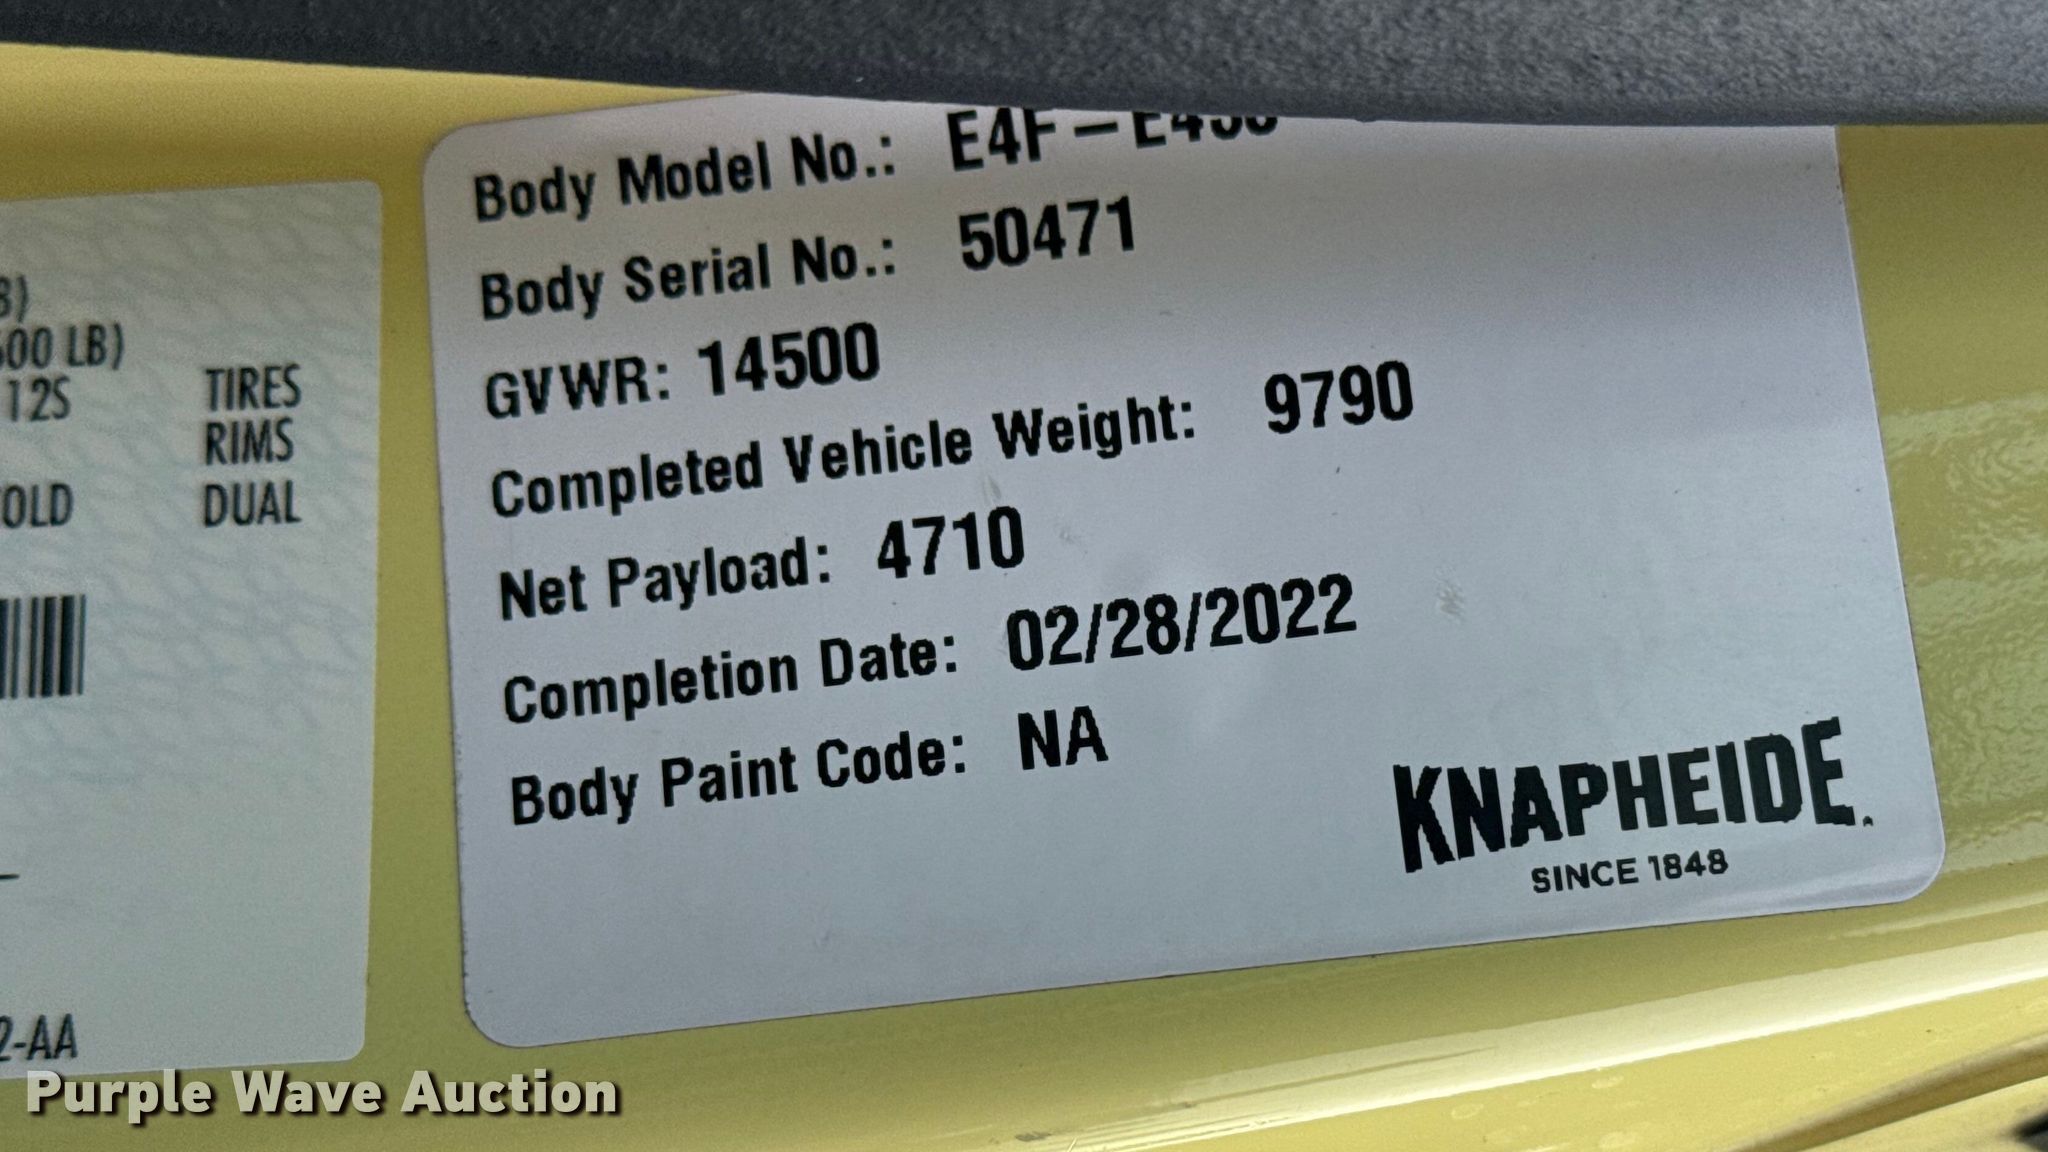 Body Model No.: E4F-E450
Body Serial No.: 50471
GVWR: 14500
Completed Vehicle Weight: 9790
Net Payload: 4710
Completion Date: 02/28/2022
Body Paint Code: NA
KNAPHEIDE
SINCE 1848
00 LB)
12S
TIRES
RIMS
OLD
DUAL
2-AA
Purple Wave Auction